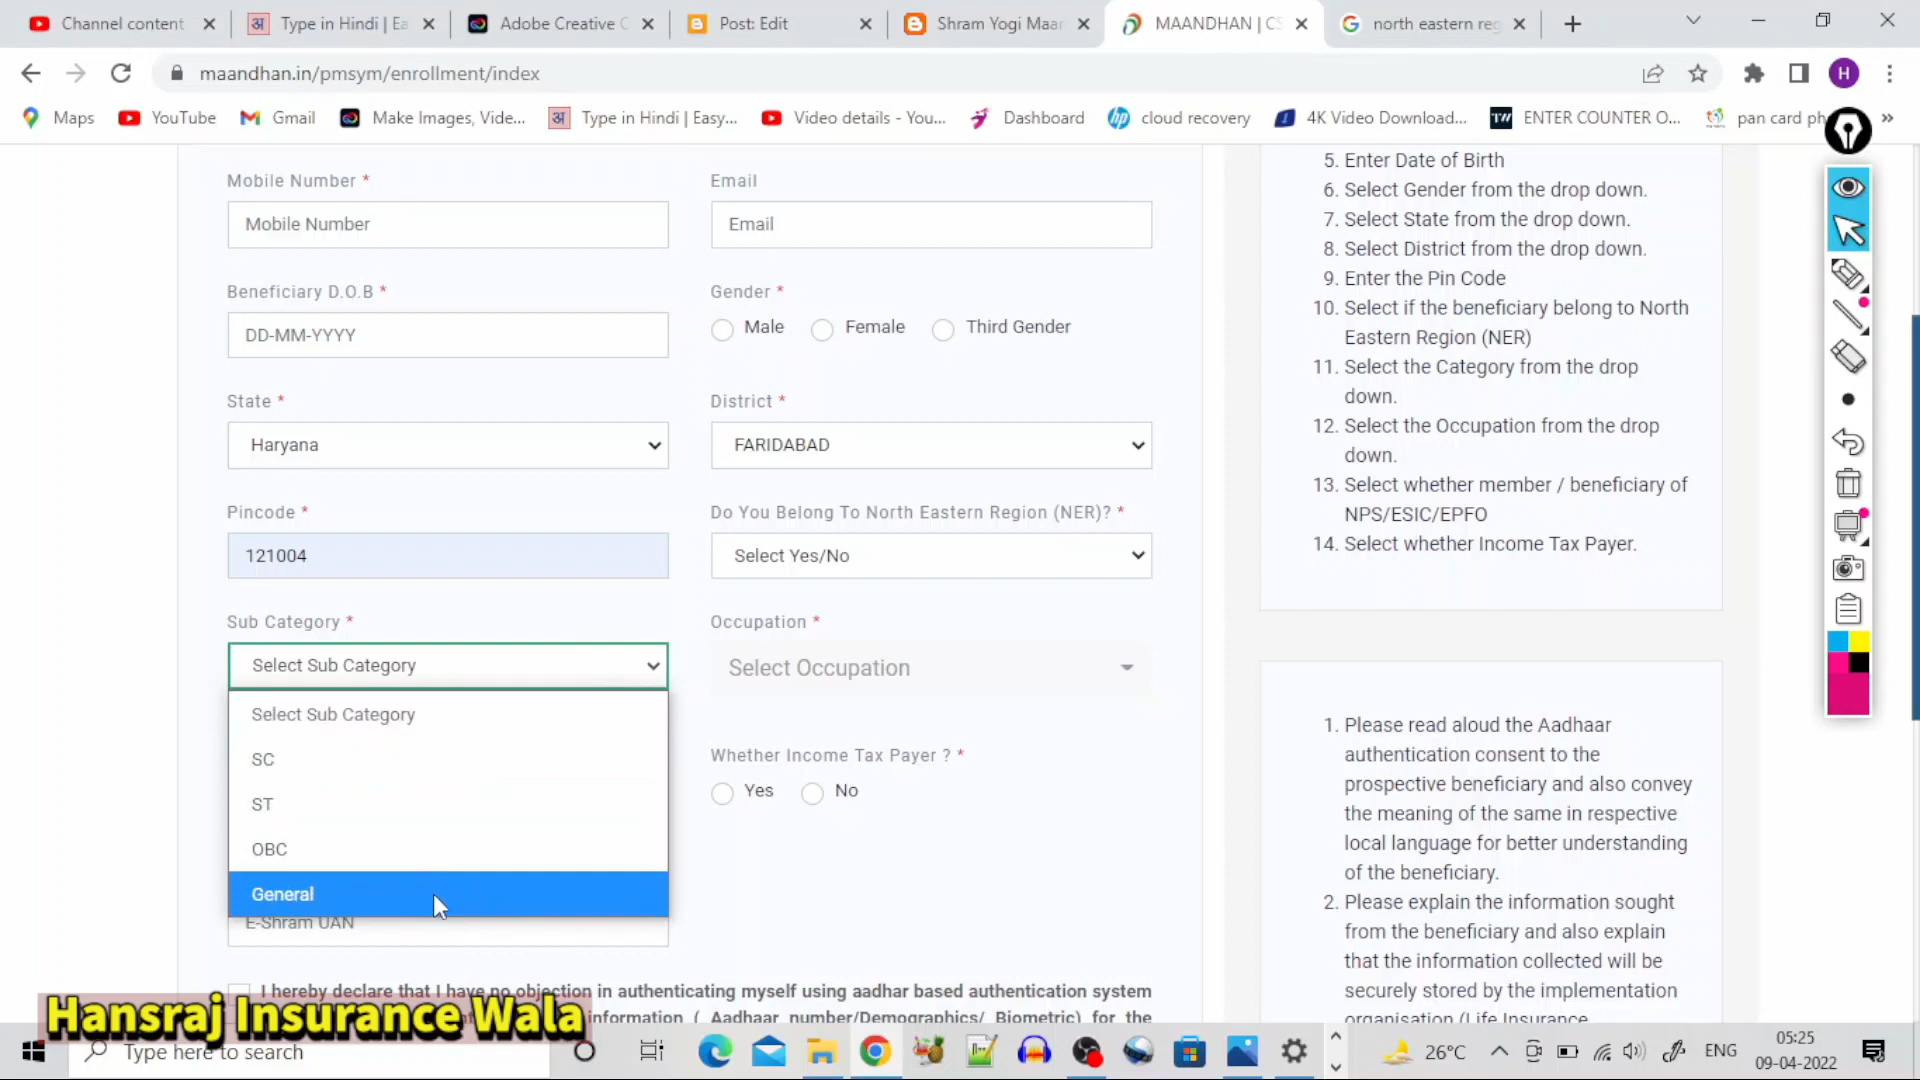 Channel content
Type in Hindi | Ea
Adobe Creative C
Post: Edit
Shram Yogi Maar
MAANDHAN | CS
north eastern reg
maandhan.in/pmsym/enrollment/index
H
Maps
YouTube
Gmail
Make Images, Vide...
Type in Hindi | Easy...
Video details - You...
Dashboard
cloud recovery
4K Video Download...
ENTER COUNTER O...
pan card ph
»
Mobile Number *
Email
Mobile Number
Email
Beneficiary D.O.B *
Gender *
DD-MM-YYYY
Male
Female
Third Gender
State *
District *
Haryana
FARIDABAD
Pincode *
Do You Belong To North Eastern Region (NER)? *
121004
Select Yes/No
Sub Category *
Occupation *
Select Sub Category
Select Occupation
Select Sub Category
SC
ST
OBC
General
Whether Income Tax Payer ? *
Yes
No
E-Shram UAN
I hereby declare that I have no objection in authenticating myself using aadhar based authentication system
information ( Aadhaar number/Demographics/ Biometric) for the
5. Enter Date of Birth
6. Select Gender from the drop down.
7. Select State from the drop down.
8. Select District from the drop down.
9. Enter the Pin Code
10. Select if the beneficiary belong to North
Eastern Region (NER)
11. Select the Category from the drop
down.
12. Select the Occupation from the drop
down.
13. Select whether member / beneficiary of
NPS/ESIC/EPFO
14. Select whether Income Tax Payer.
1. Please read aloud the Aadhaar
authentication consent to the
prospective beneficiary and also convey
the meaning of the same in respective
local language for better understanding
of the beneficiary.
2. Please explain the information sought
from the beneficiary and also explain
that the information collected will be
securely stored by the implementation
organisation (Life Insurance
Hansraj Insurance Wala
Type here to search
26°C
ENG
05:25
09-04-2022